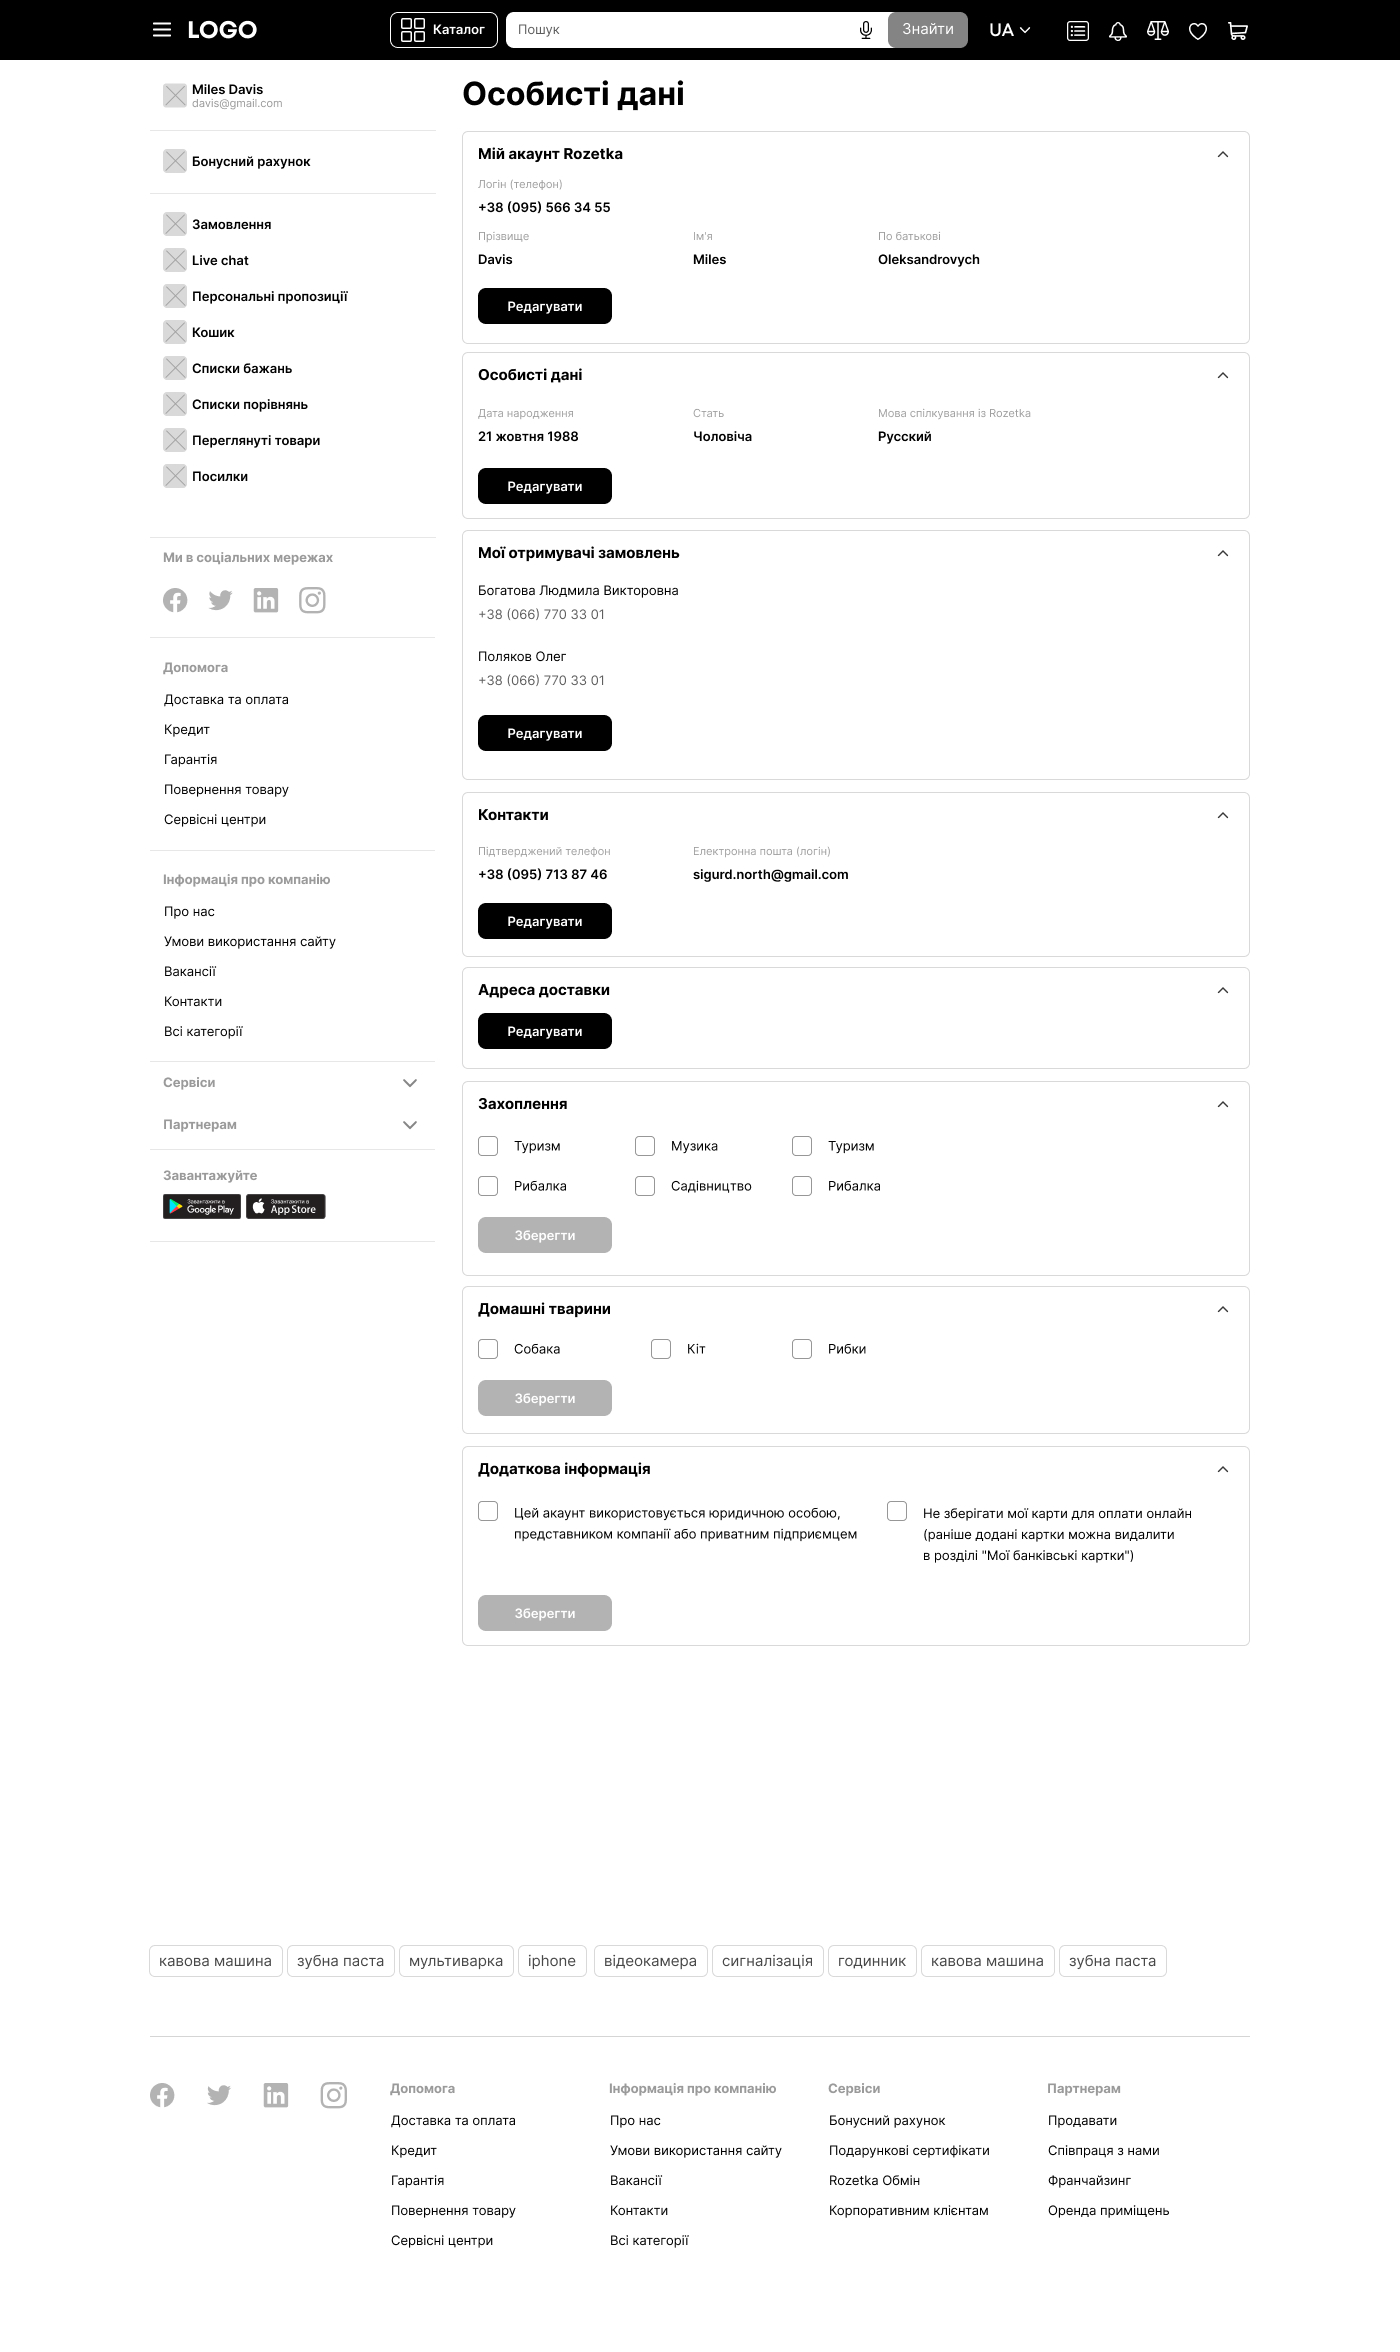 LOGO
Каталог
Пошук
Знайти
UA
Miles Davis
davis@gmail.com
Бонусний рахунок
Замовлення
Live chat
Персональні пропозиції
Кошик
Списки бажань
Списки порівнянь
Переглянуті товари
Посилки
Ми в соціальних мережах
Допомога
Доставка та оплата
Кредит
Гарантія
Повернення товару
Сервісні центри
Інформація про компанію
Про нас
Умови використання сайту
Вакансії
Контакти
Всі категорії
Сервіси
Партнерам
Завантажуйте
Завантажити в
Google Play
Завантажити в
App Store
Особисті дані
Мій акаунт Rozetka
Логін (телефон)
+38 (095) 566 34 55
Прізвище Ім'я По батькові
Davis Miles Oleksandrovych
Редагувати
Особисті дані
Дата народження Стать Мова спілкування із Rozetka
21 жовтня 1988 Чоловіча Русский
Редагувати
Мої отримувачі замовлень
Богатова Людмила Викторовна
+38 (066) 770 33 01
Поляков Олег
+38 (066) 770 33 01
Редагувати
Контакти
Підтверджений телефон Електронна пошта (логін)
+38 (095) 713 87 46 sigurd.north@gmail.com
Редагувати
Адреса доставки
Редагувати
Захоплення
Туризм Музика Туризм
Рибалка Садівництво Рибалка
Зберегти
Домашні тварини
Собака Кіт Рибки
Зберегти
Додаткова інформація
Цей акаунт використовується юридичною особою,
представником компанії або приватним підприємцем
Не зберігати мої карти для оплати онлайн
(раніше додані картки можна видалити
в розділі "Мої банківські картки")
Зберегти
кавова машина зубна паста мультиварка iphone відеокамера сигналізація годинник кавова машина зубна паста
Допомога
Доставка та оплата
Кредит
Гарантія
Повернення товару
Сервісні центри
Інформація про компанію
Про нас
Умови використання сайту
Вакансії
Контакти
Всі категорії
Сервіси
Бонусний рахунок
Подарункові сертифікати
Rozetka Обмін
Корпоративним клієнтам
Партнерам
Продавати
Співпраця з нами
Франчайзинг
Оренда приміщень